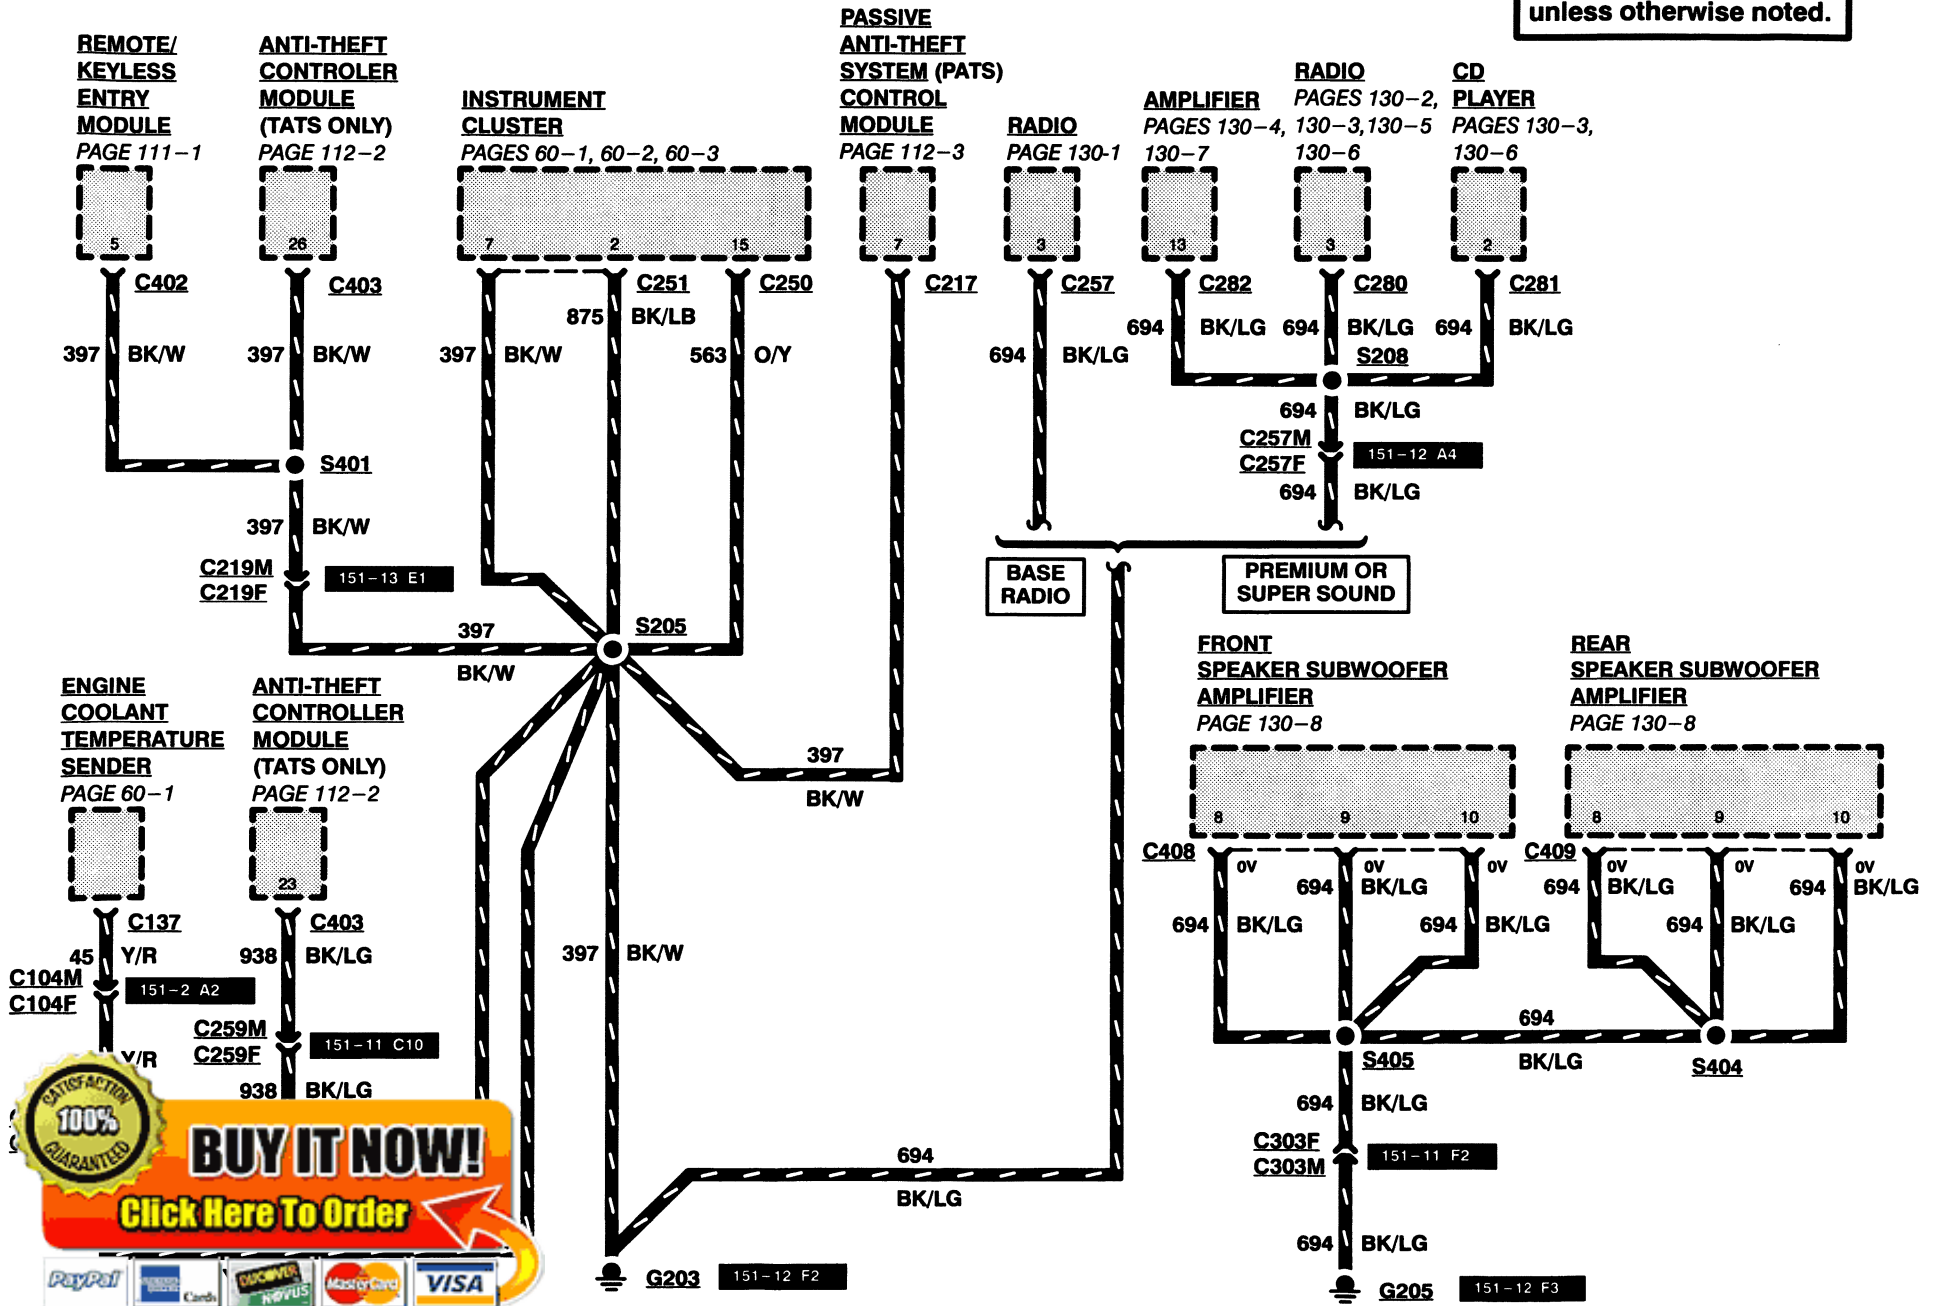 unless otherwise noted.
REMOTE/
KEYLESS
ENTRY
MODULE
PAGE 111-1
ANTI-THEFT
CONTROLER
MODULE
(TATS ONLY)
PAGE 112-2
INSTRUMENT
CLUSTER
PAGES 60-1, 60-2, 60-3
PASSIVE
ANTI-THEFT
SYSTEM (PATS)
CONTROL
MODULE
PAGE 112-3
RADIO
PAGE 130-1
AMPLIFIER
PAGES 130-4,
130-7
RADIO
PAGES 130-2,
130-3, 130-5
130-6
CD
PLAYER
PAGES 130-3,
130-6
5
26
7
2
15
7
3
13
3
2
C402
C403
C251
C250
C217
C257
C282
C280
C281
875 BK/LB
694 BK/LG
694 BK/LG
694 BK/LG
397 BK/W
397 BK/W
397 BK/W
563 O/Y
694 BK/LG
S208
694 BK/LG
C257M
C257F
151-12 A4
694 BK/LG
S401
397 BK/W
C219M
C219F
151-13 E1
BASE
RADIO
PREMIUM OR
SUPER SOUND
397
BK/W
S205
397
BK/W
ENGINE
COOLANT
TEMPERATURE
SENDER
PAGE 60-1
ANTI-THEFT
CONTROLLER
MODULE
(TATS ONLY)
PAGE 112-2
FRONT
SPEAKER SUBWOOFER
AMPLIFIER
PAGE 130-8
REAR
SPEAKER SUBWOOFER
AMPLIFIER
PAGE 130-8
8
9
10
8
9
10
23
C408
0V
0V
0V
C409
0V
0V
0V
694 BK/LG
694 BK/LG
694 BK/LG
694 BK/LG
694 BK/LG
694 BK/LG
C137
C403
45 Y/R
938 BK/LG
397 BK/W
C104M
C104F
151-2 A2
C259M
C259F
151-11 C10
Y/R
938 BK/LG
694
BK/LG
S405
S404
694 BK/LG
C303F
C303M
151-11 F2
694
BK/LG
694 BK/LG
G203
151-12 F2
G205
151-12 F3
SATISFACTION
100%
GUARANTEED
BUY IT NOW!
Click Here To Order
PayPal
Cards
DISCOVER
NOVUS
MasterCard
VISA